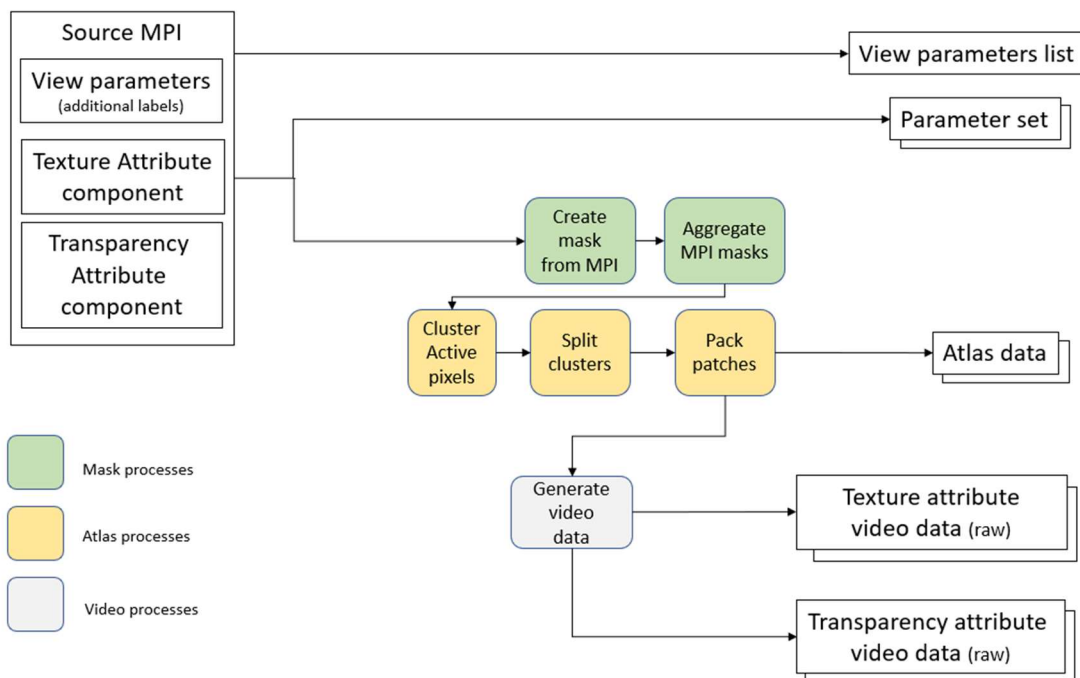 Source MPI
View parameters
(additional labels)
Texture Attribute
component
Transparency
Attribute
component
View parameters list
Parameter set
Create
mask
from MPI
Aggregate
MPI masks
Cluster
Active
pixels
Split
clusters
Pack
patches
Atlas data
Mask processes
Atlas processes
Video processes
Generate
video
data
Texture attribute
video data (raw)
Transparency attribute
video data (raw)